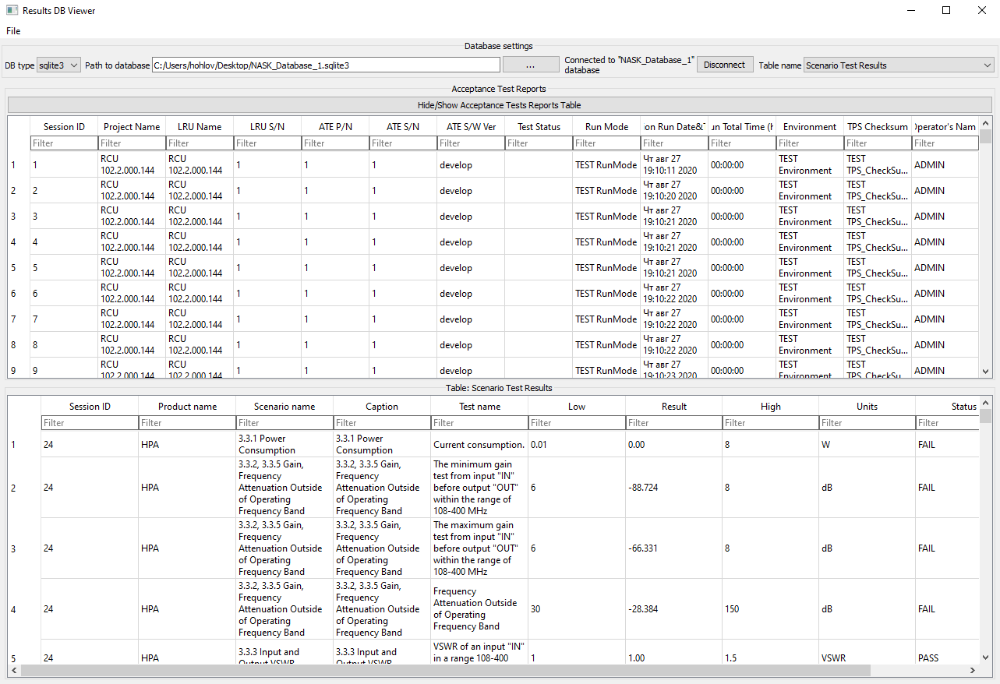 Results DB Viewer
File
Database settings
DB type sqlite3 Path to database C:/Users/hohlov/Desktop/NASK_Database_1.sqlite3 ... Connected to "NASK_Database_1" database Disconnect Table name Scenario Test Results
Acceptance Test Reports
Hide/Show Acceptance Tests Reports Table
Session ID Project Name LRU Name LRU S/N ATE P/N ATE S/N ATE S/W Ver Test Status Run Mode on Run Date& un Total Time ( Environment TPS Checksum Operator's Nam
Filter Filter Filter Filter Filter Filter Filter Filter Filter Filter Filter Filter Filter Filter
1 1 RCU 102.2.000.144 RCU 102.2.000.144 1 1 1 develop TEST RunMode Чт авг 27 19:10:11 2020 00:00:00 TEST Environment TEST TPS_CheckSu... ADMIN
2 2 RCU 102.2.000.144 RCU 102.2.000.144 1 1 1 develop TEST RunMode Чт авг 27 19:10:20 2020 00:00:00 TEST Environment TEST TPS_CheckSu... ADMIN
3 3 RCU 102.2.000.144 RCU 102.2.000.144 1 1 1 develop TEST RunMode Чт авг 27 19:10:21 2020 00:00:00 TEST Environment TEST TPS_CheckSu... ADMIN
4 4 RCU 102.2.000.144 RCU 102.2.000.144 1 1 1 develop TEST RunMode Чт авг 27 19:10:21 2020 00:00:00 TEST Environment TEST TPS_CheckSu... ADMIN
5 5 RCU 102.2.000.144 RCU 102.2.000.144 1 1 1 develop TEST RunMode Чт авг 27 19:10:21 2020 00:00:00 TEST Environment TEST TPS_CheckSu... ADMIN
6 6 RCU 102.2.000.144 RCU 102.2.000.144 1 1 1 develop TEST RunMode Чт авг 27 19:10:22 2020 00:00:00 TEST Environment TEST TPS_CheckSu... ADMIN
7 7 RCU 102.2.000.144 RCU 102.2.000.144 1 1 1 develop TEST RunMode Чт авг 27 19:10:22 2020 00:00:00 TEST Environment TEST TPS_CheckSu... ADMIN
8 8 RCU 102.2.000.144 RCU 102.2.000.144 1 1 1 develop TEST RunMode Чт авг 27 19:10:22 2020 00:00:00 TEST Environment TEST TPS_CheckSu... ADMIN
9 9 RCU 102.2.000.144 RCU 102.2.000.144 1 1 1 develop TEST RunMode Чт авг 27 19:10:23 2020 00:00:00 TEST Environment TEST TPS_CheckSu... ADMIN
Table: Scenario Test Results
Session ID Product name Scenario name Caption Test name Low Result High Units Status
Filter Filter Filter Filter Filter Filter Filter Filter Filter Filter
1 24 HPA 3.3.1 Power Consumption 3.3.1 Power Consumption Current consumption. 0.01 0.00 8 W FAIL
2 24 HPA 3.3.2, 3.3.5 Gain, Frequency Attenuation Outside of Operating Frequency Band 3.3.2, 3.3.5 Gain, Frequency Attenuation Outside of Operating Frequency Band The minimum gain test from input "IN" before output "OUT" within the range of 108-400 MHz 6 -88.724 8 dB FAIL
3 24 HPA 3.3.2, 3.3.5 Gain, Frequency Attenuation Outside of Operating Frequency Band 3.3.2, 3.3.5 Gain, Frequency Attenuation Outside of Operating Frequency Band The maximum gain test from input "IN" before output "OUT" within the range of 108-400 MHz 6 -66.331 8 dB FAIL
4 24 HPA 3.3.2, 3.3.5 Gain, Frequency Attenuation Outside of Operating Frequency Band 3.3.2, 3.3.5 Gain, Frequency Attenuation Outside of Operating Frequency Band Frequency Attenuation Outside of Operating Frequency Band 30 -28.384 150 dB FAIL
5 24 HPA 3.3.3 Input and Output VSWR 3.3.3 Input and Output VSWR VSWR of an input "IN" in a range 108-400 1 1.00 1.5 VSWR PASS